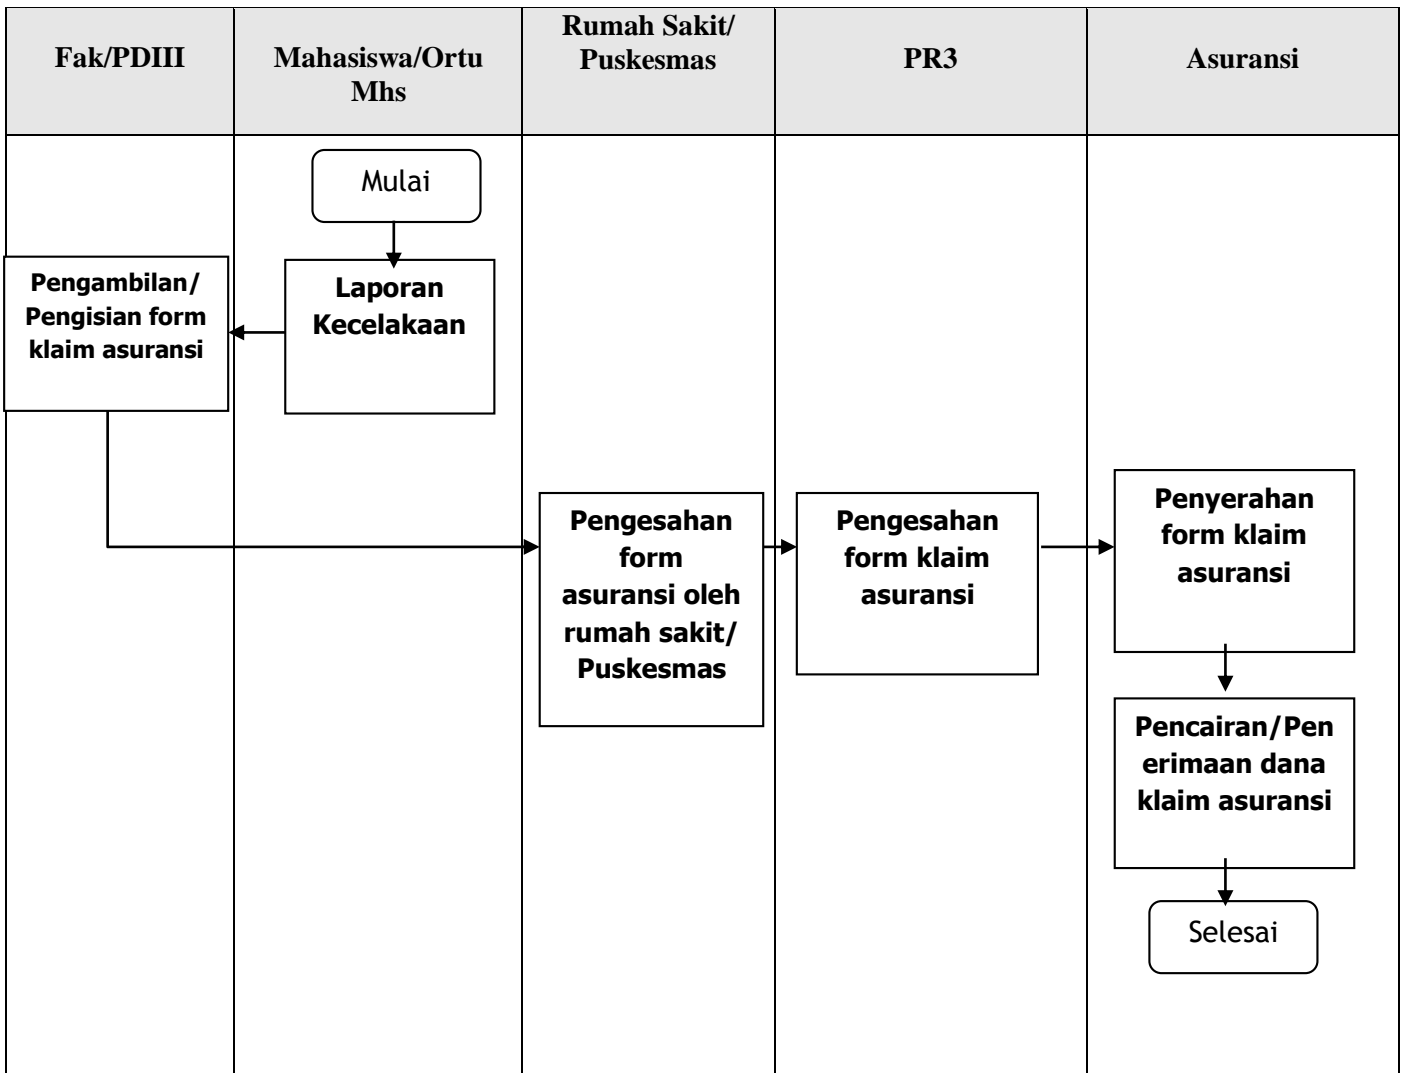 Fak/PDIII
Mahasiswa/Ortu
Mhs
Rumah Sakit/
Puskesmas
PR3
Asuransi
Mulai
Laporan
Kecelakaan
Pengambilan/
Pengisian form
klaim asuransi
Pengesahan
form
asuransi oleh
rumah sakit/
Puskesmas
Pengesahan
form klaim
asuransi
Penyerahan
form klaim
asuransi
Pencairan/Pen
erimaan dana
klaim asuransi
Selesai